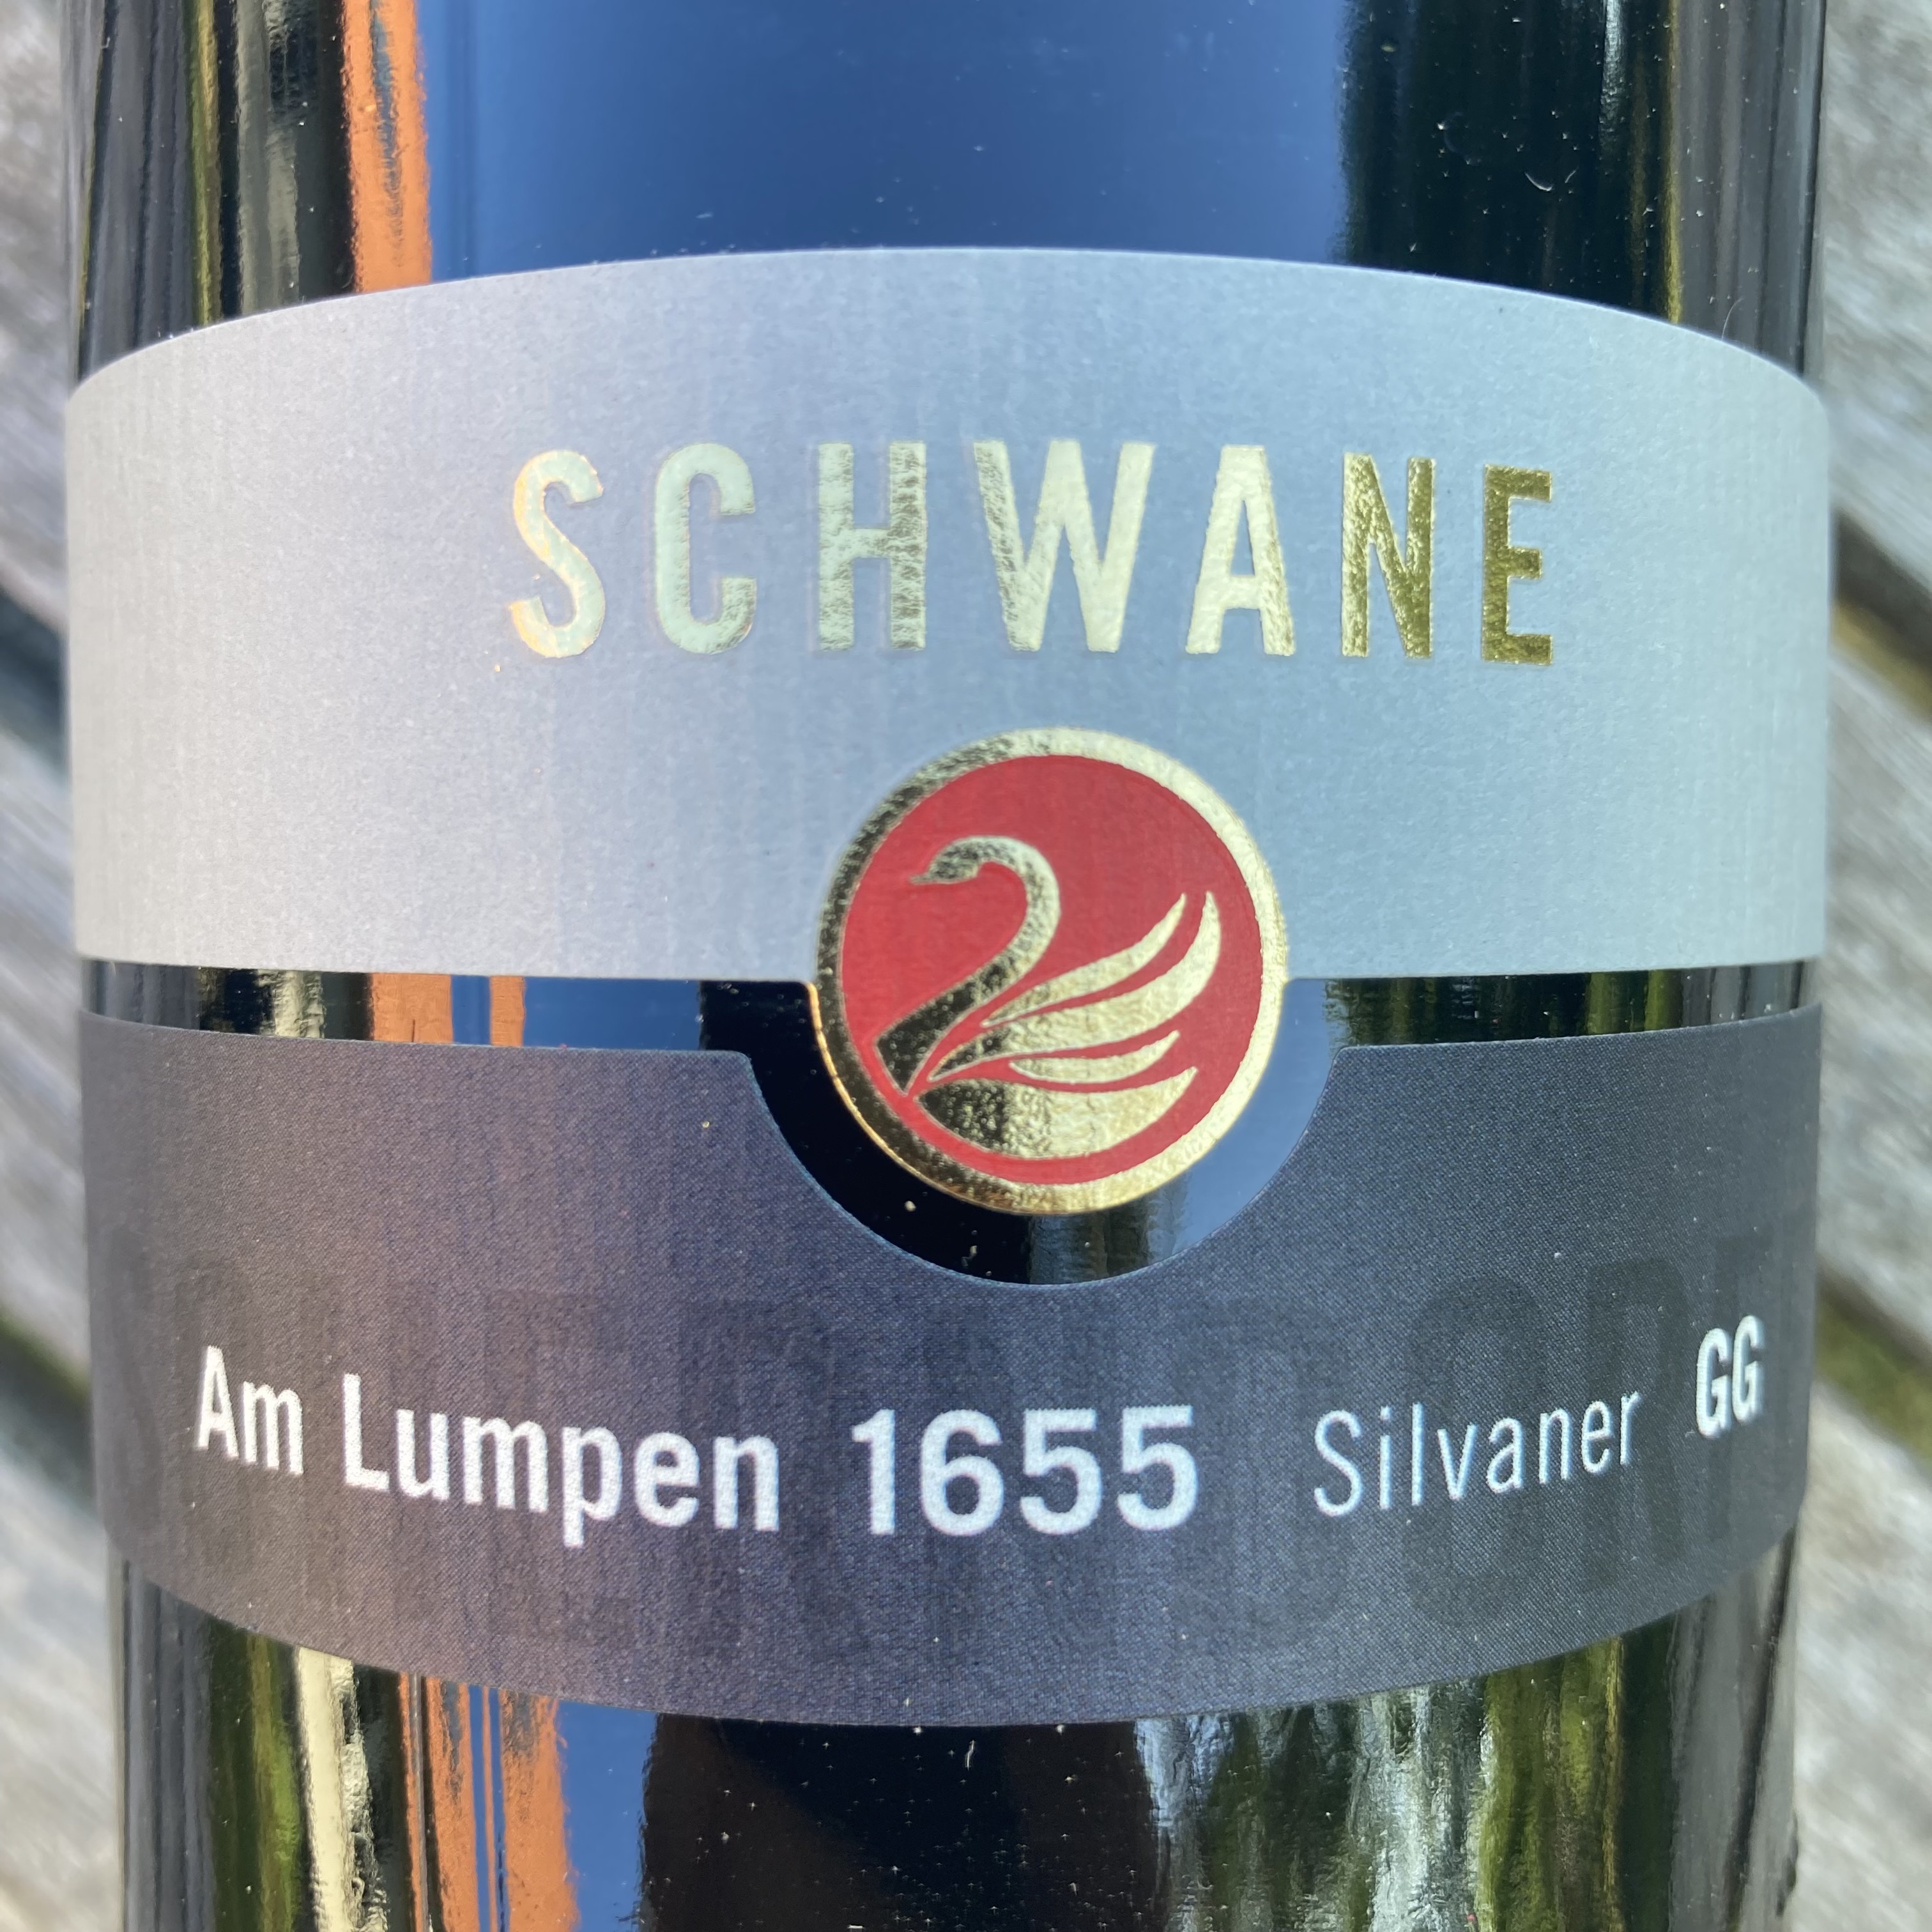 SCHWANE
Am Lumpen 1655 Silvaner GG